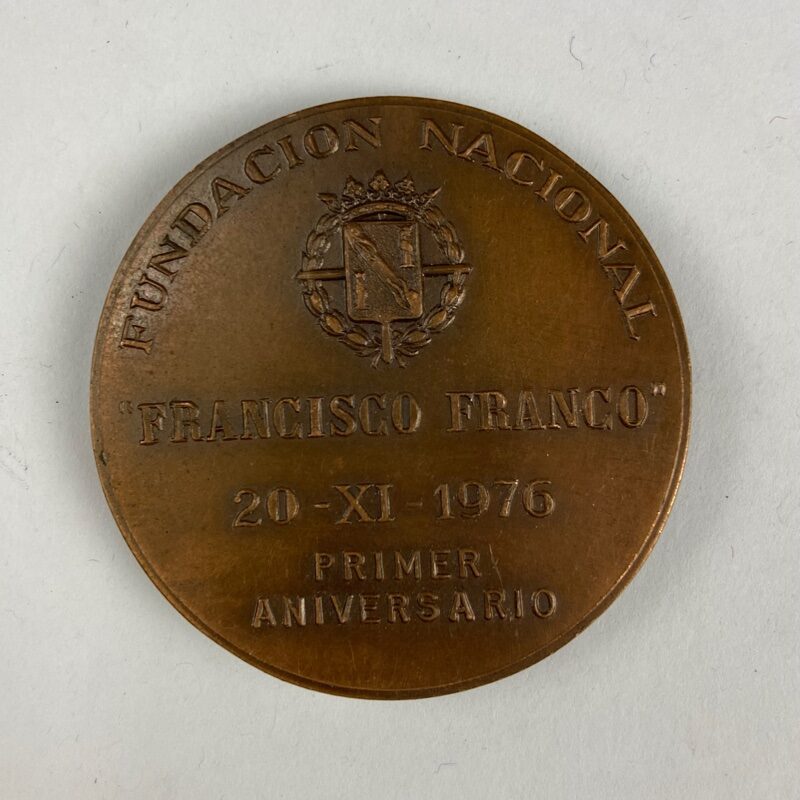 FUNDACION NACIONAL
"FRANCISCO FRANCO"
20-XI-1976
PRIMER
ANIVERSARIO